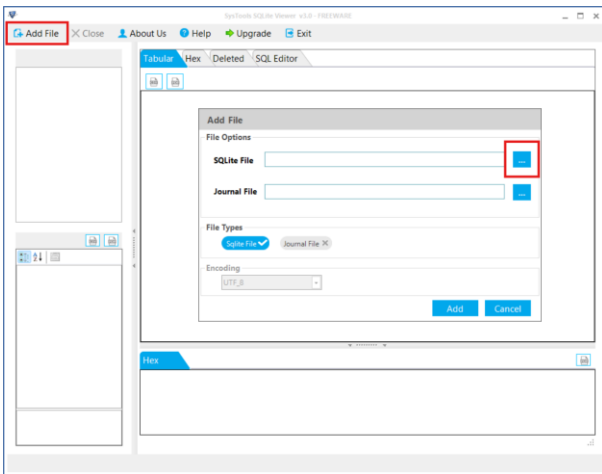 SysTools SQLite Viewer v3.0 - FREEWARE
Add File Close About Us Help Upgrade Exit
Tabular Hex Deleted SQL Editor
Add File
File Options
SQLite File ...
Journal File ...
File Types
Sqlite File Journal File
Encoding
UTF_8
Add Cancel
Hex